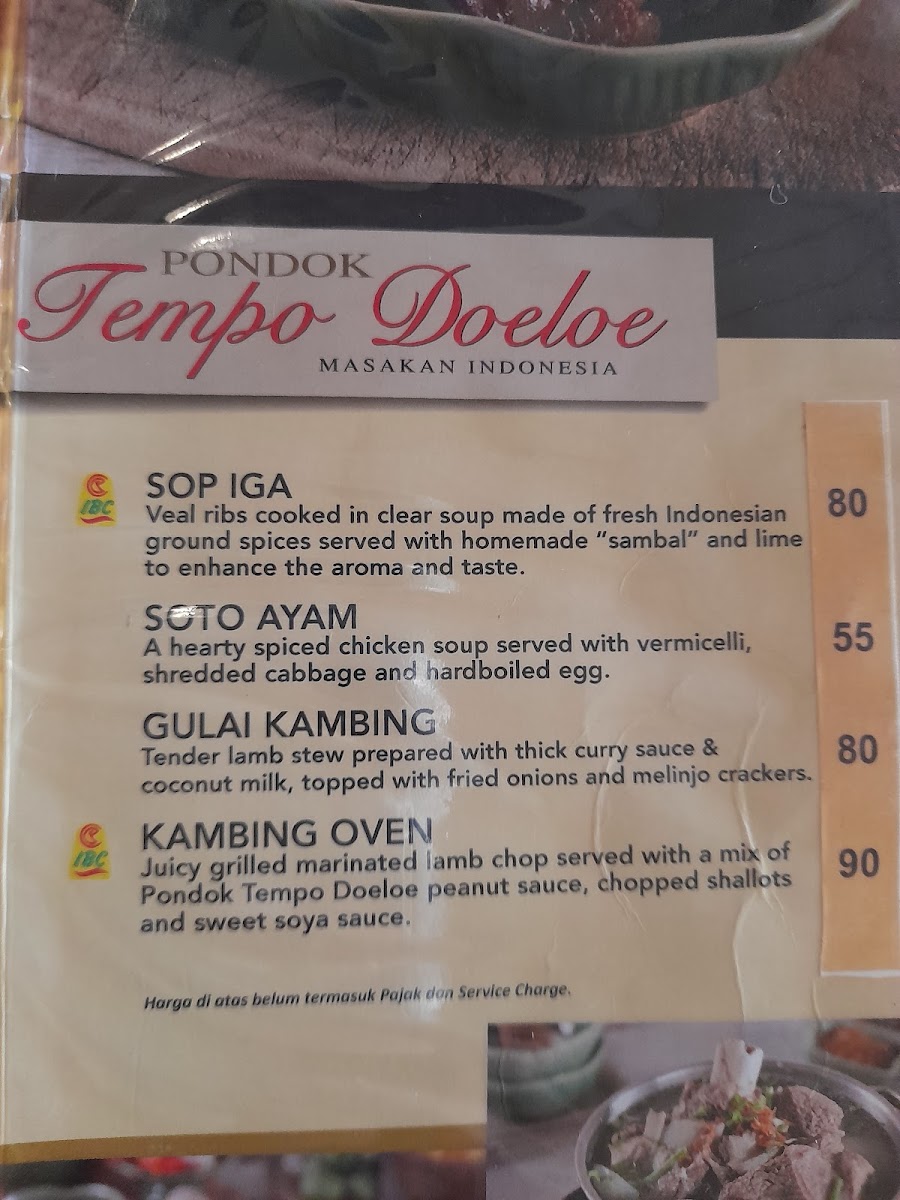 PONDOK
Tempo Doeloe
MASAKAN INDONESIA
IBC
SOP IGA
80
Veal ribs cooked in clear soup made of fresh Indonesian
ground spices served with homemade “sambal” and lime
to enhance the aroma and taste.
SOTO AYAM
55
A hearty spiced chicken soup served with vermicelli,
shredded cabbage and hardboiled egg.
GULAI KAMBING
80
Tender lamb stew prepared with thick curry sauce &
coconut milk, topped with fried onions and melinjo crackers.
IBC
KAMBING OVEN
90
Juicy grilled marinated lamb chop served with a mix of
Pondok Tempo Doeloe peanut sauce, chopped shallots
and sweet soya sauce.
Harga di atas belum termasuk Pajak dan Service Charge.